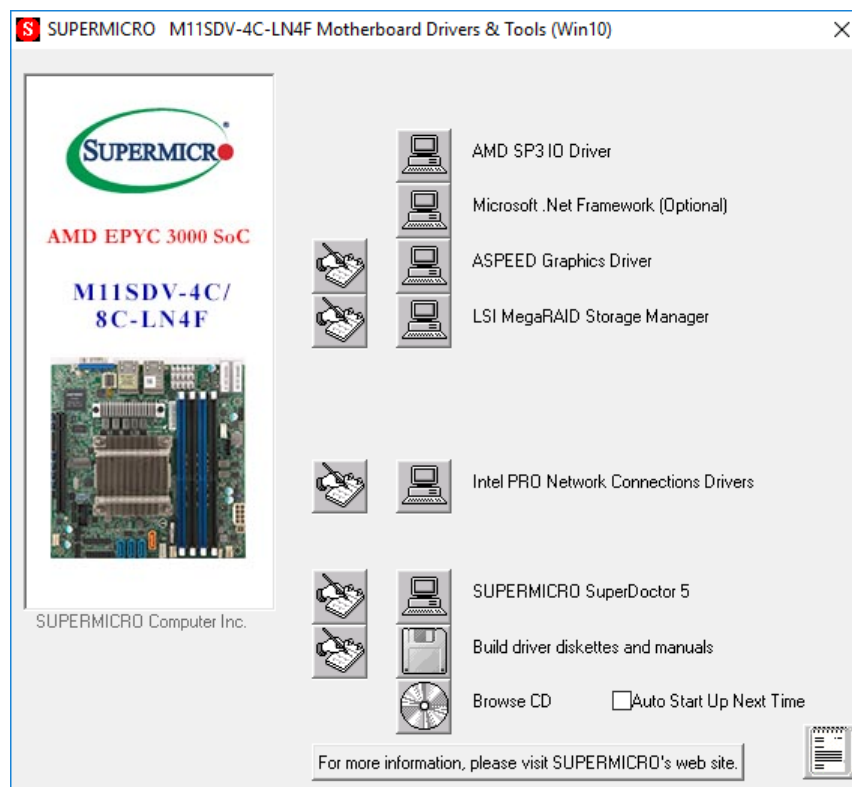 SUPERMICRO M11SDV-4C-LN4F Motherboard Drivers & Tools (Win10)
SUPERMICR
AMD EPYC 3000 SoC
M11SDV-4C/
8C-LN4F
SUPERMICRO Computer Inc.
AMD SP3 IO Driver
Microsoft .Net Framework (Optional)
ASPEED Graphics Driver
LSI MegaRAID Storage Manager
Intel PRO Network Connections Drivers
SUPERMICRO SuperDoctor 5
Build driver diskettes and manuals
Browse CD
Auto Start Up Next Time
For more information, please visit SUPERMICRO's web site.